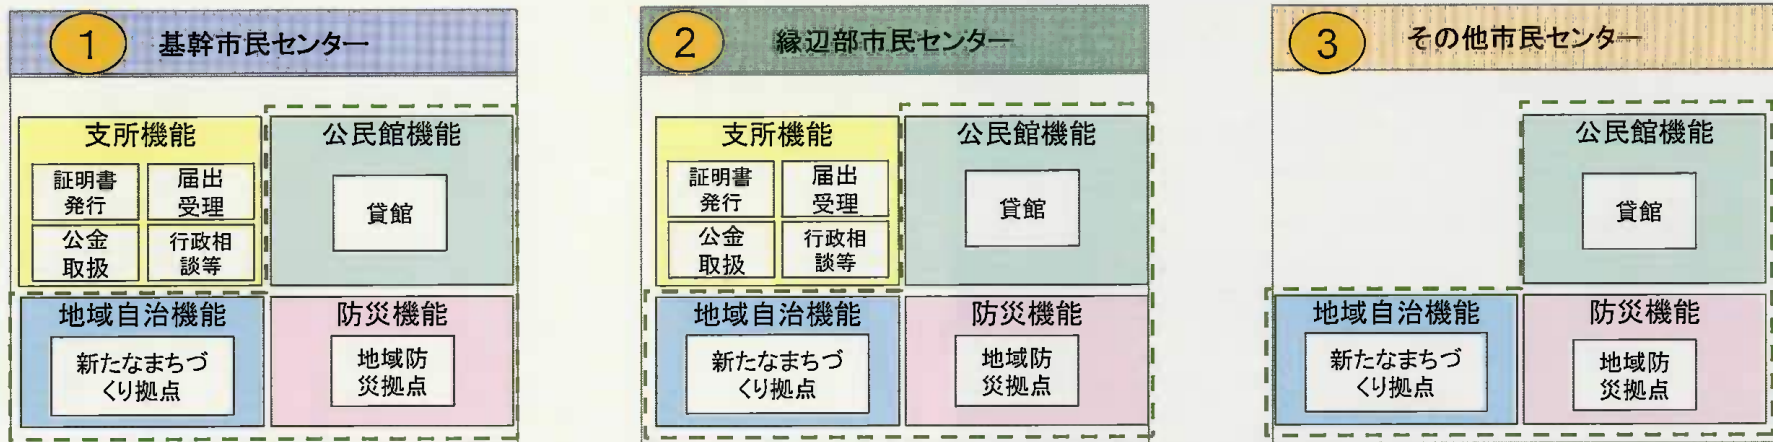 1 基幹市民センター
支所機能
証明書
発行
届出
受理
公金
取扱
行政相
談等
公民館機能
貸館
地域自治機能
新たなまちづ
くり拠点
防災機能
地域防
災拠点
2 縁辺部市民センター
支所機能
証明書
発行
届出
受理
公金
取扱
行政相
談等
公民館機能
貸館
地域自治機能
新たなまちづ
くり拠点
防災機能
地域防
災拠点
3 その他市民センター
公民館機能
貸館
地域自治機能
新たなまちづ
くり拠点
防災機能
地域防
災拠点